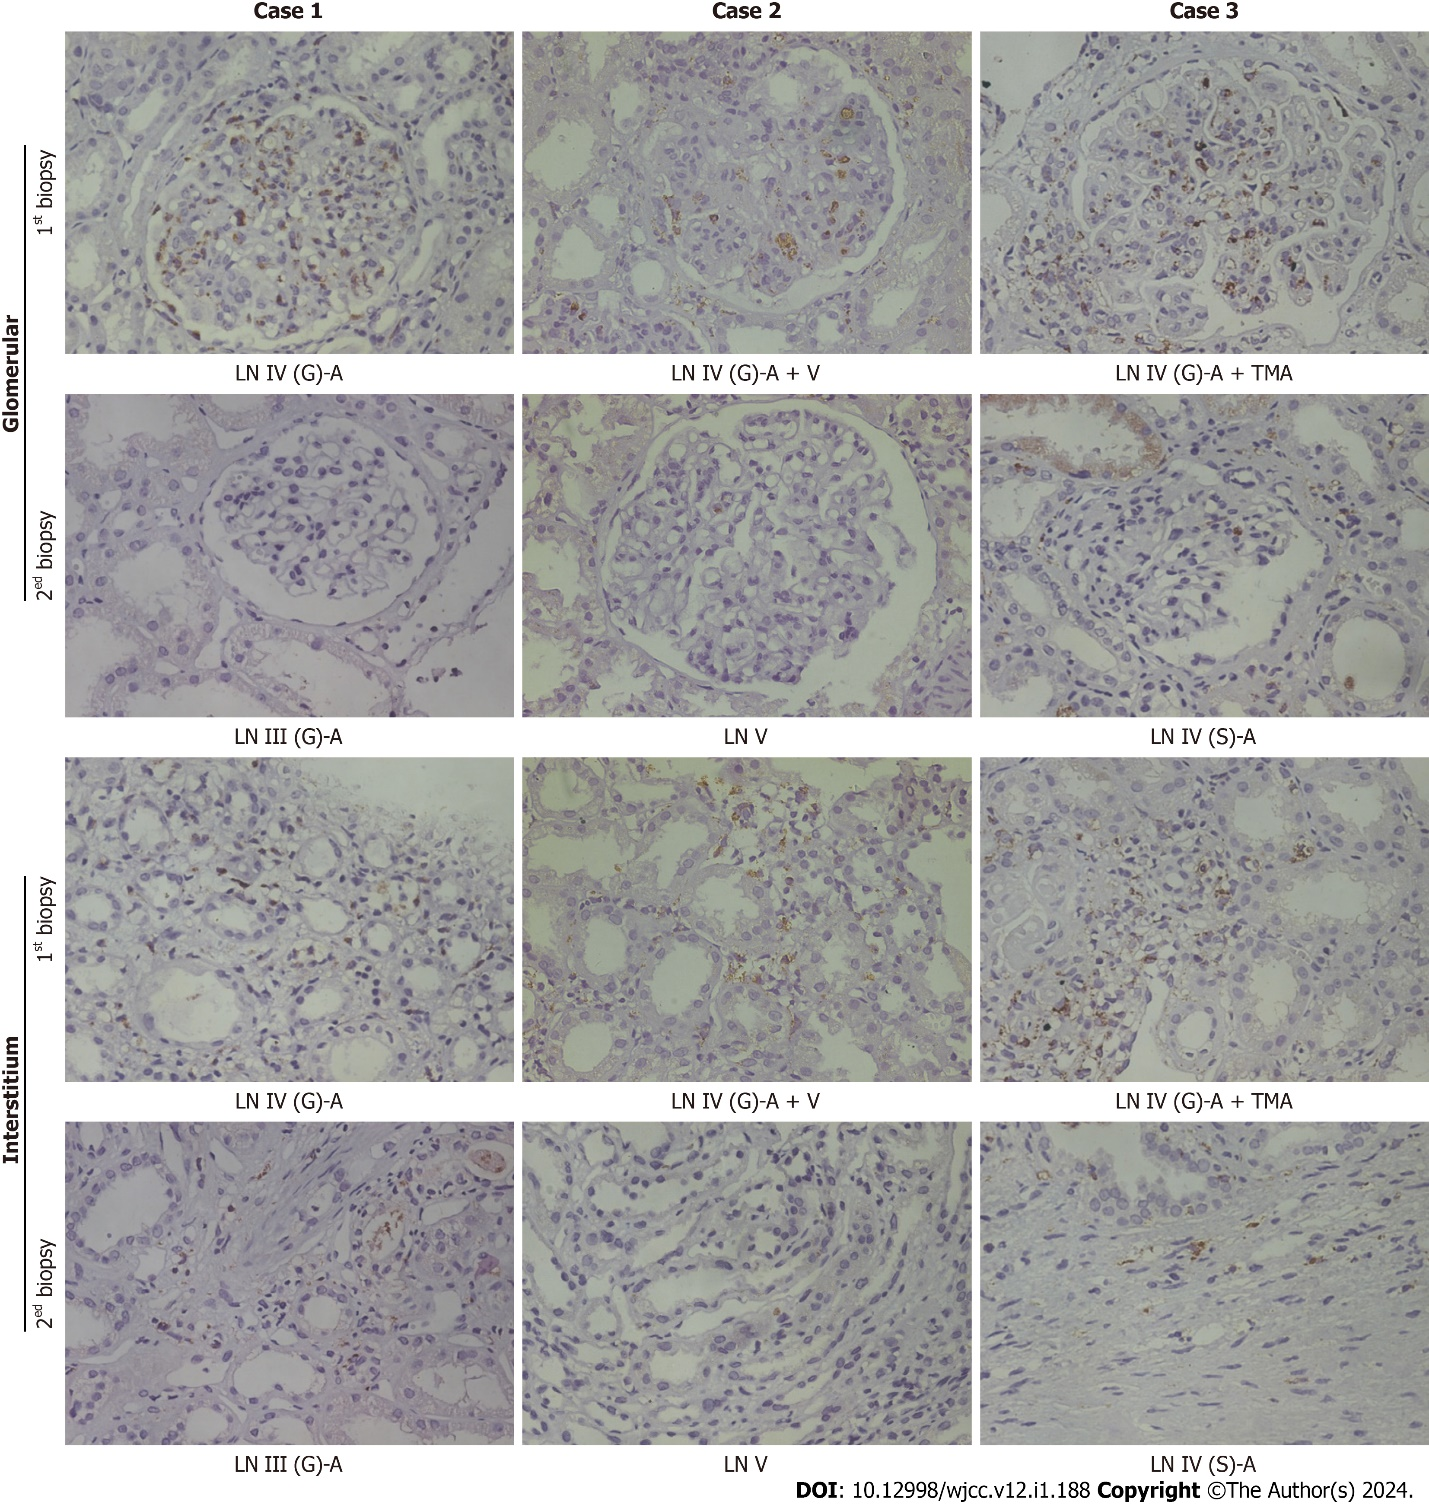 Case 1 Case 2 Case 3
Glomerular
1st biopsy
LN IV (G)-A LN IV (G)-A + V LN IV (G)-A + TMA
2ed biopsy
LN III (G)-A LN V LN IV (S)-A
Interstitium
1st biopsy
LN IV (G)-A LN IV (G)-A + V LN IV (G)-A + TMA
2ed biopsy
LN III (G)-A LN V LN IV (S)-A
DOI: 10.12998/wjcc.v12.i1.188 Copyright ©The Author(s) 2024.